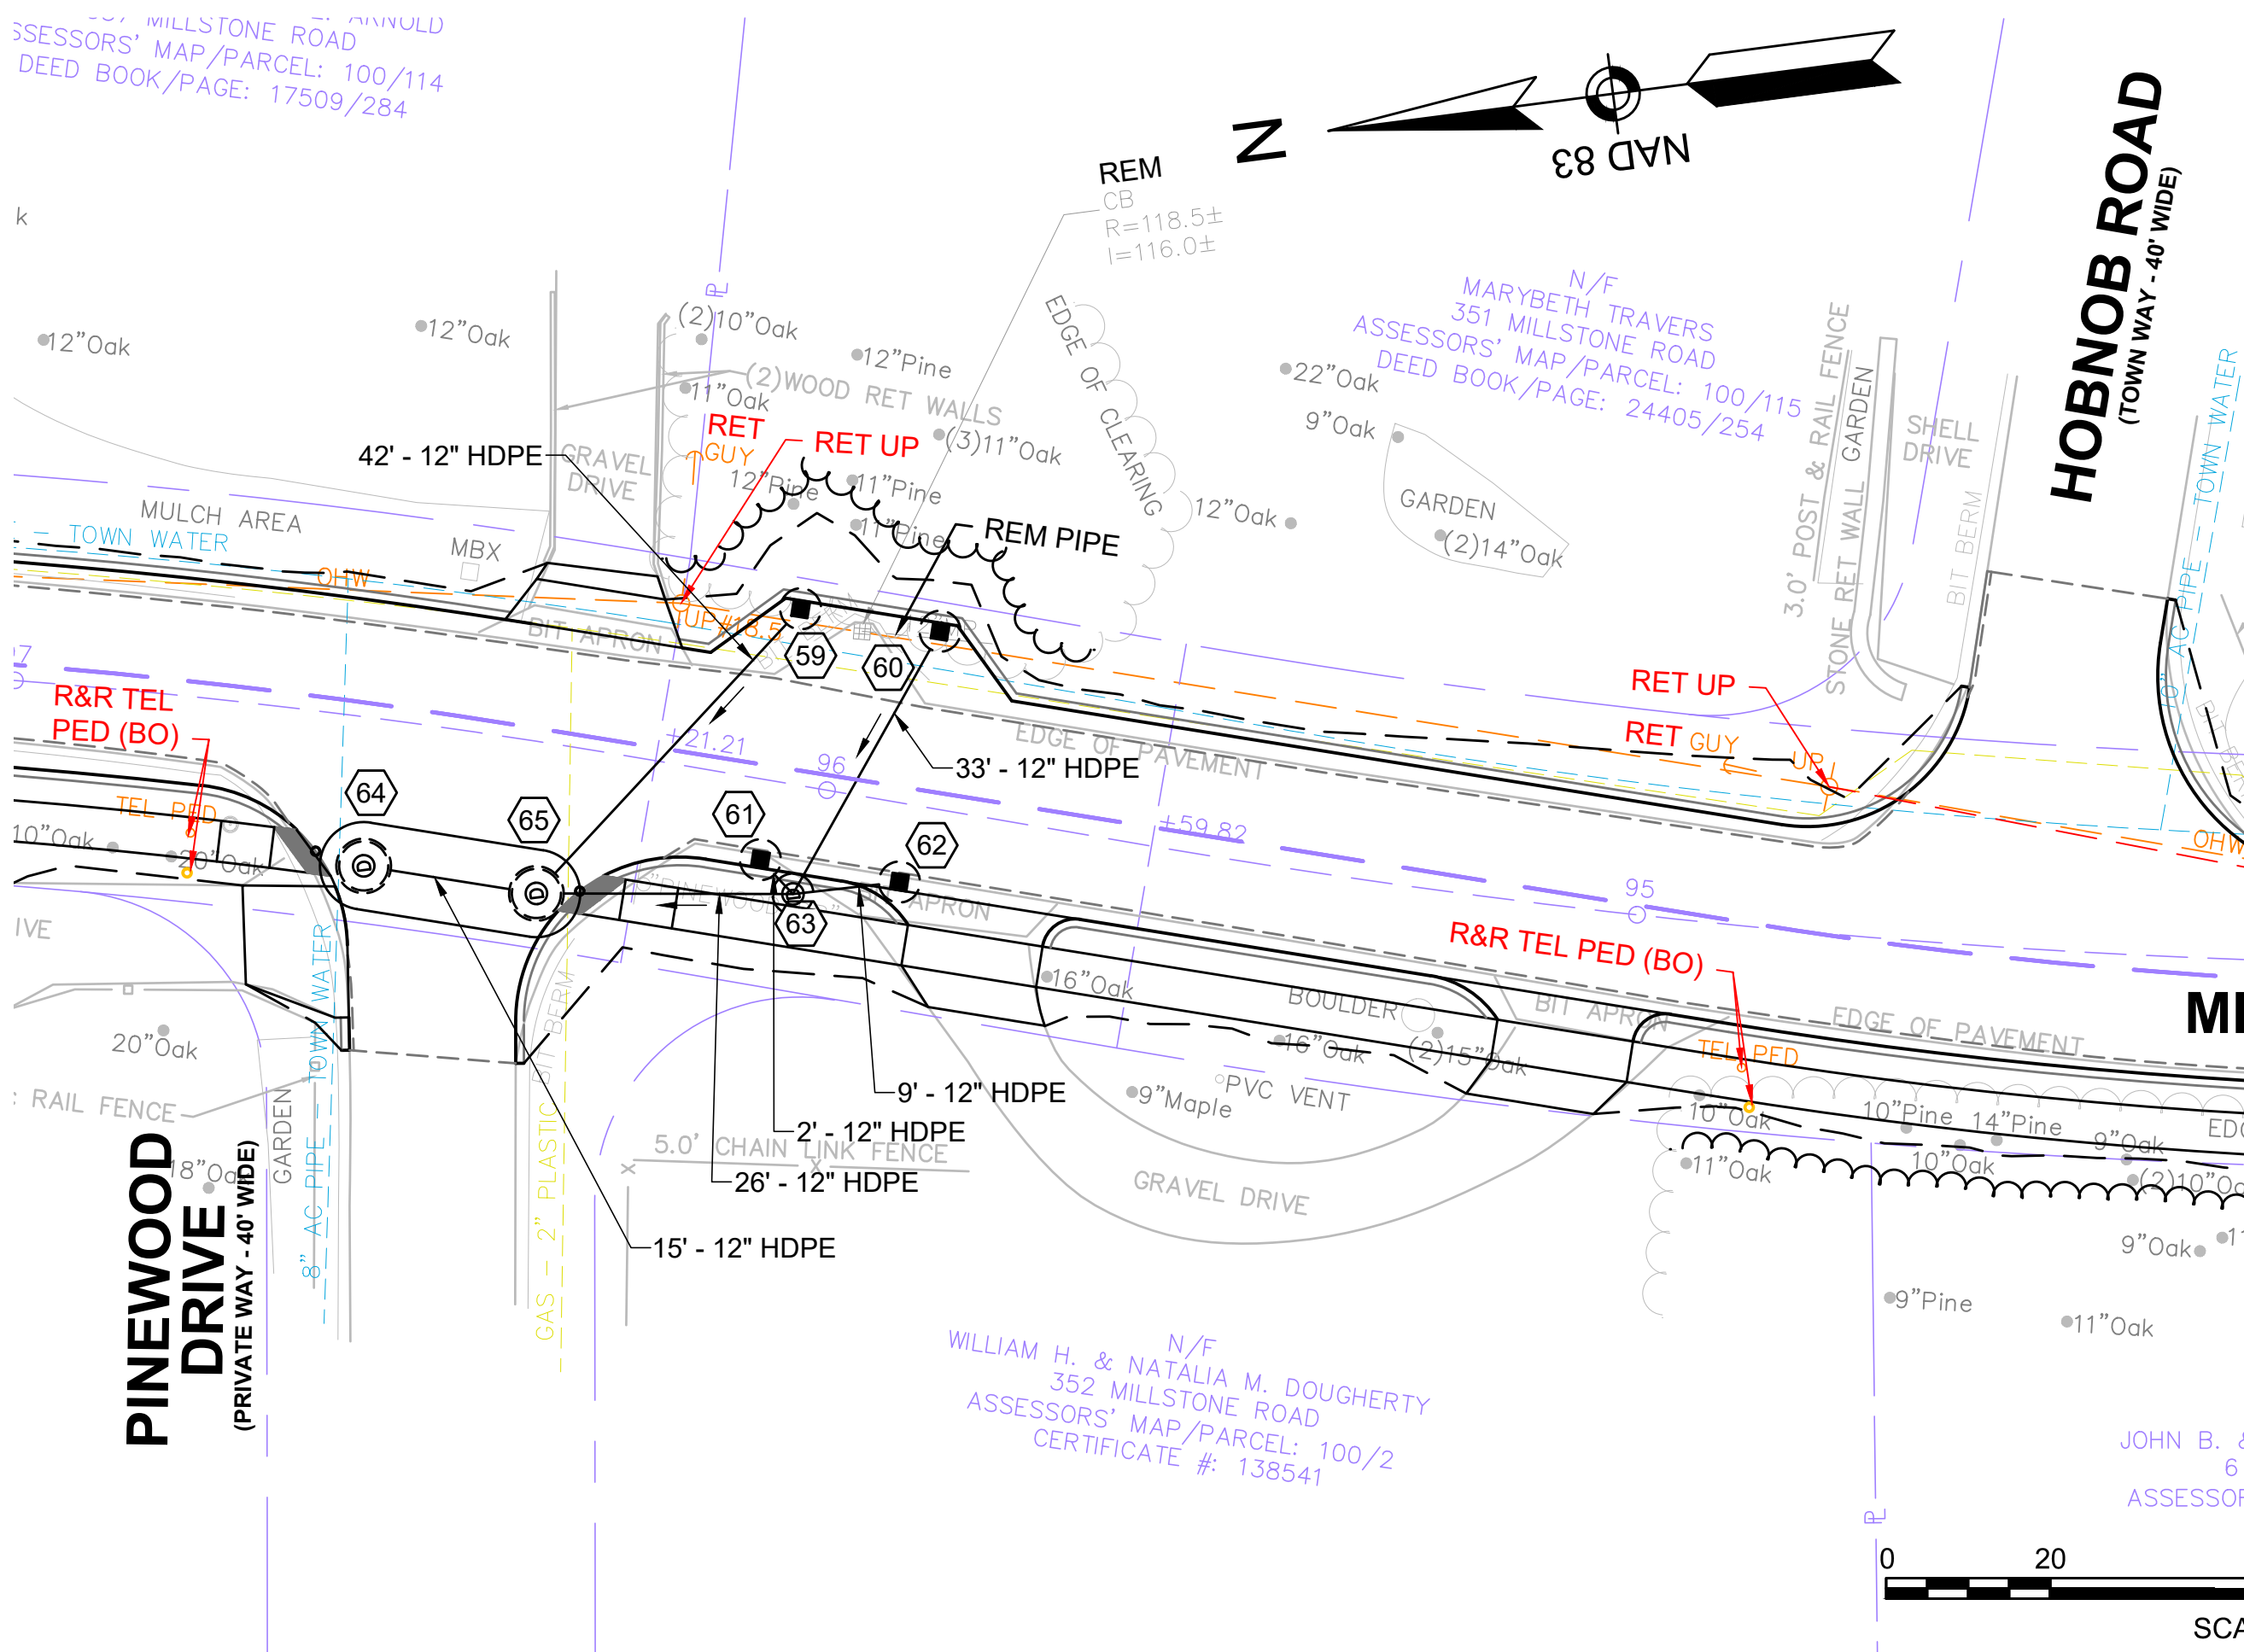 MILLSTONE ROAD
ASSESSORS' MAP/PARCEL: 100/114
DEED BOOK/PAGE: 17509/284
N
NAD 83
HOBNOB ROAD
(TOWN WAY - 40' WIDE)
REM
CB
R=118.5±
I=116.0±
N/F
MARYBETH TRAVERS
351 MILLSTONE ROAD
ASSESSORS' MAP/PARCEL: 100/115
DEED BOOK/PAGE: 24405/254
12"Oak
12"Oak
(2)10"Oak
12"Pine
(2)WOOD RET WALLS
11"Oak
EDGE OF CLEARING
22"Oak
9"Oak
(3)11"Oak
RET
GUY
RET UP
42' - 12" HDPE
GRAVEL
DRIVE
12"Pine
11"Pine
11"Pine
REM PIPE
12"Oak
GARDEN
(2)14"Oak
3.0' POST & RAIL FENCE
STONE RET WALL
GARDEN
SHELL
DRIVE
BIT BERM
10" AC PIPE - TOWN WATER
MULCH AREA
TOWN WATER
MBX
OHW
UP#18.5
BIT APRON
59
60
R&R TEL
PED (BO)
+21.21
96
EDGE OF PAVEMENT
33' - 12" HDPE
RET UP
RET
GUY
UP
+59.82
95
OHW
64
65
61
62
63
TEL PED
10"Oak
20"Oak
APRON
R&R TEL PED (BO)
16"Oak
BOULDER
BIT APRON
EDGE OF PAVEMENT
MI
16"Oak
(2)15"Oak
TEL PED
20"Oak
RAIL FENCE
GARDEN
18"Oak
8" AC PIPE - TOWN WATER
GAS - 2" PLASTIC
BIT BERM
9' - 12" HDPE
2' - 12" HDPE
5.0' CHAIN LINK FENCE
26' - 12" HDPE
15' - 12" HDPE
9"Maple
PVC VENT
GRAVEL DRIVE
10"Oak
10"Pine
14"Pine
9"Oak
10"Oak
11"Oak
9"Oak
9"Pine
11"Oak
PINEWOOD
DRIVE
(PRIVATE WAY - 40' WIDE)
N/F
WILLIAM H. & NATALIA M. DOUGHERTY
352 MILLSTONE ROAD
ASSESSORS' MAP/PARCEL: 100/2
CERTIFICATE #: 138541
JOHN B. &
6
0
20